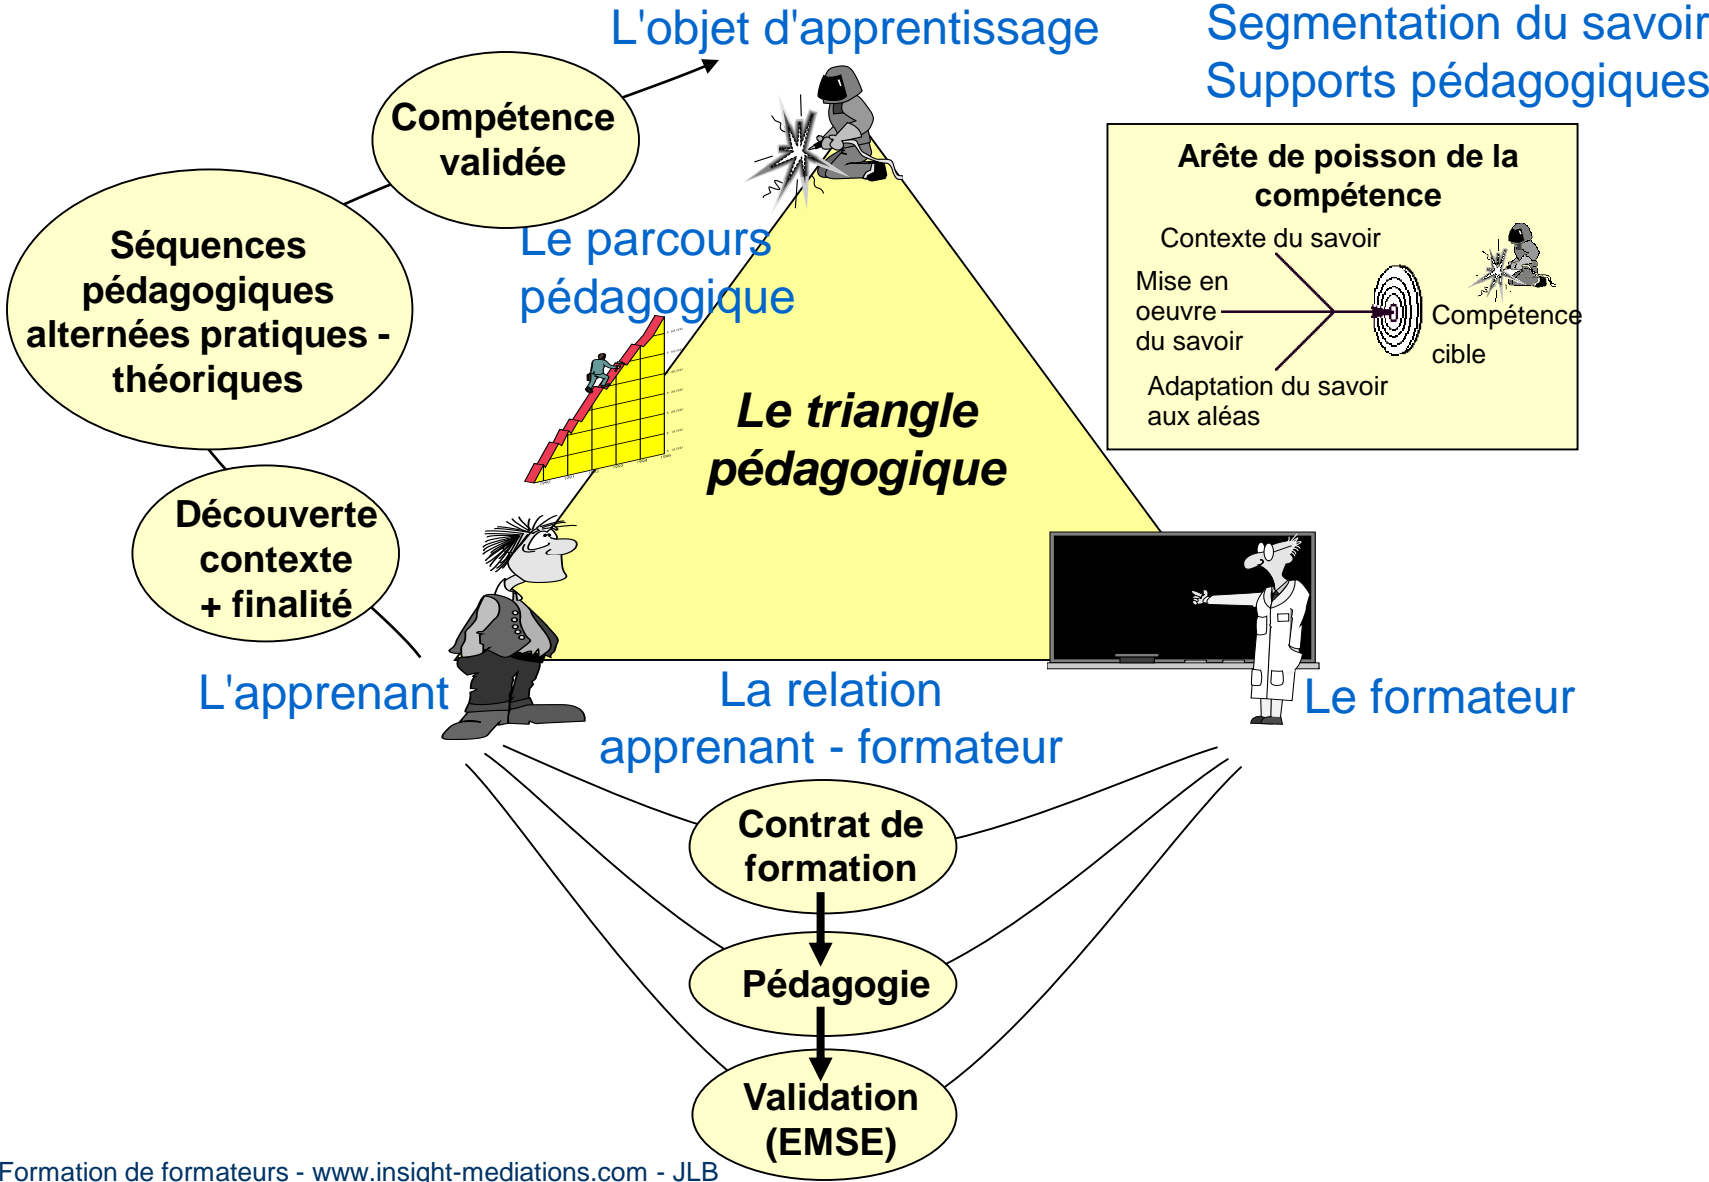 L'objet d'apprentissage
Segmentation du savoir
Supports pédagogiques
Compétence
validée
Séquences
pédagogiques
alternées pratiques -
théoriques
Découverte
contexte
+ finalité
Le parcours
pédagogique
Le triangle
pédagogique
Arête de poisson de la
compétence
Contexte du savoir
Mise en
oeuvre
du savoir
Adaptation du savoir
aux aléas
Compétence
cible
L'apprenant
La relation
apprenant - formateur
Le formateur
Contrat de
formation
Pédagogie
Validation
(EMSE)
Formation de formateurs - www.insight-mediations.com - JLB